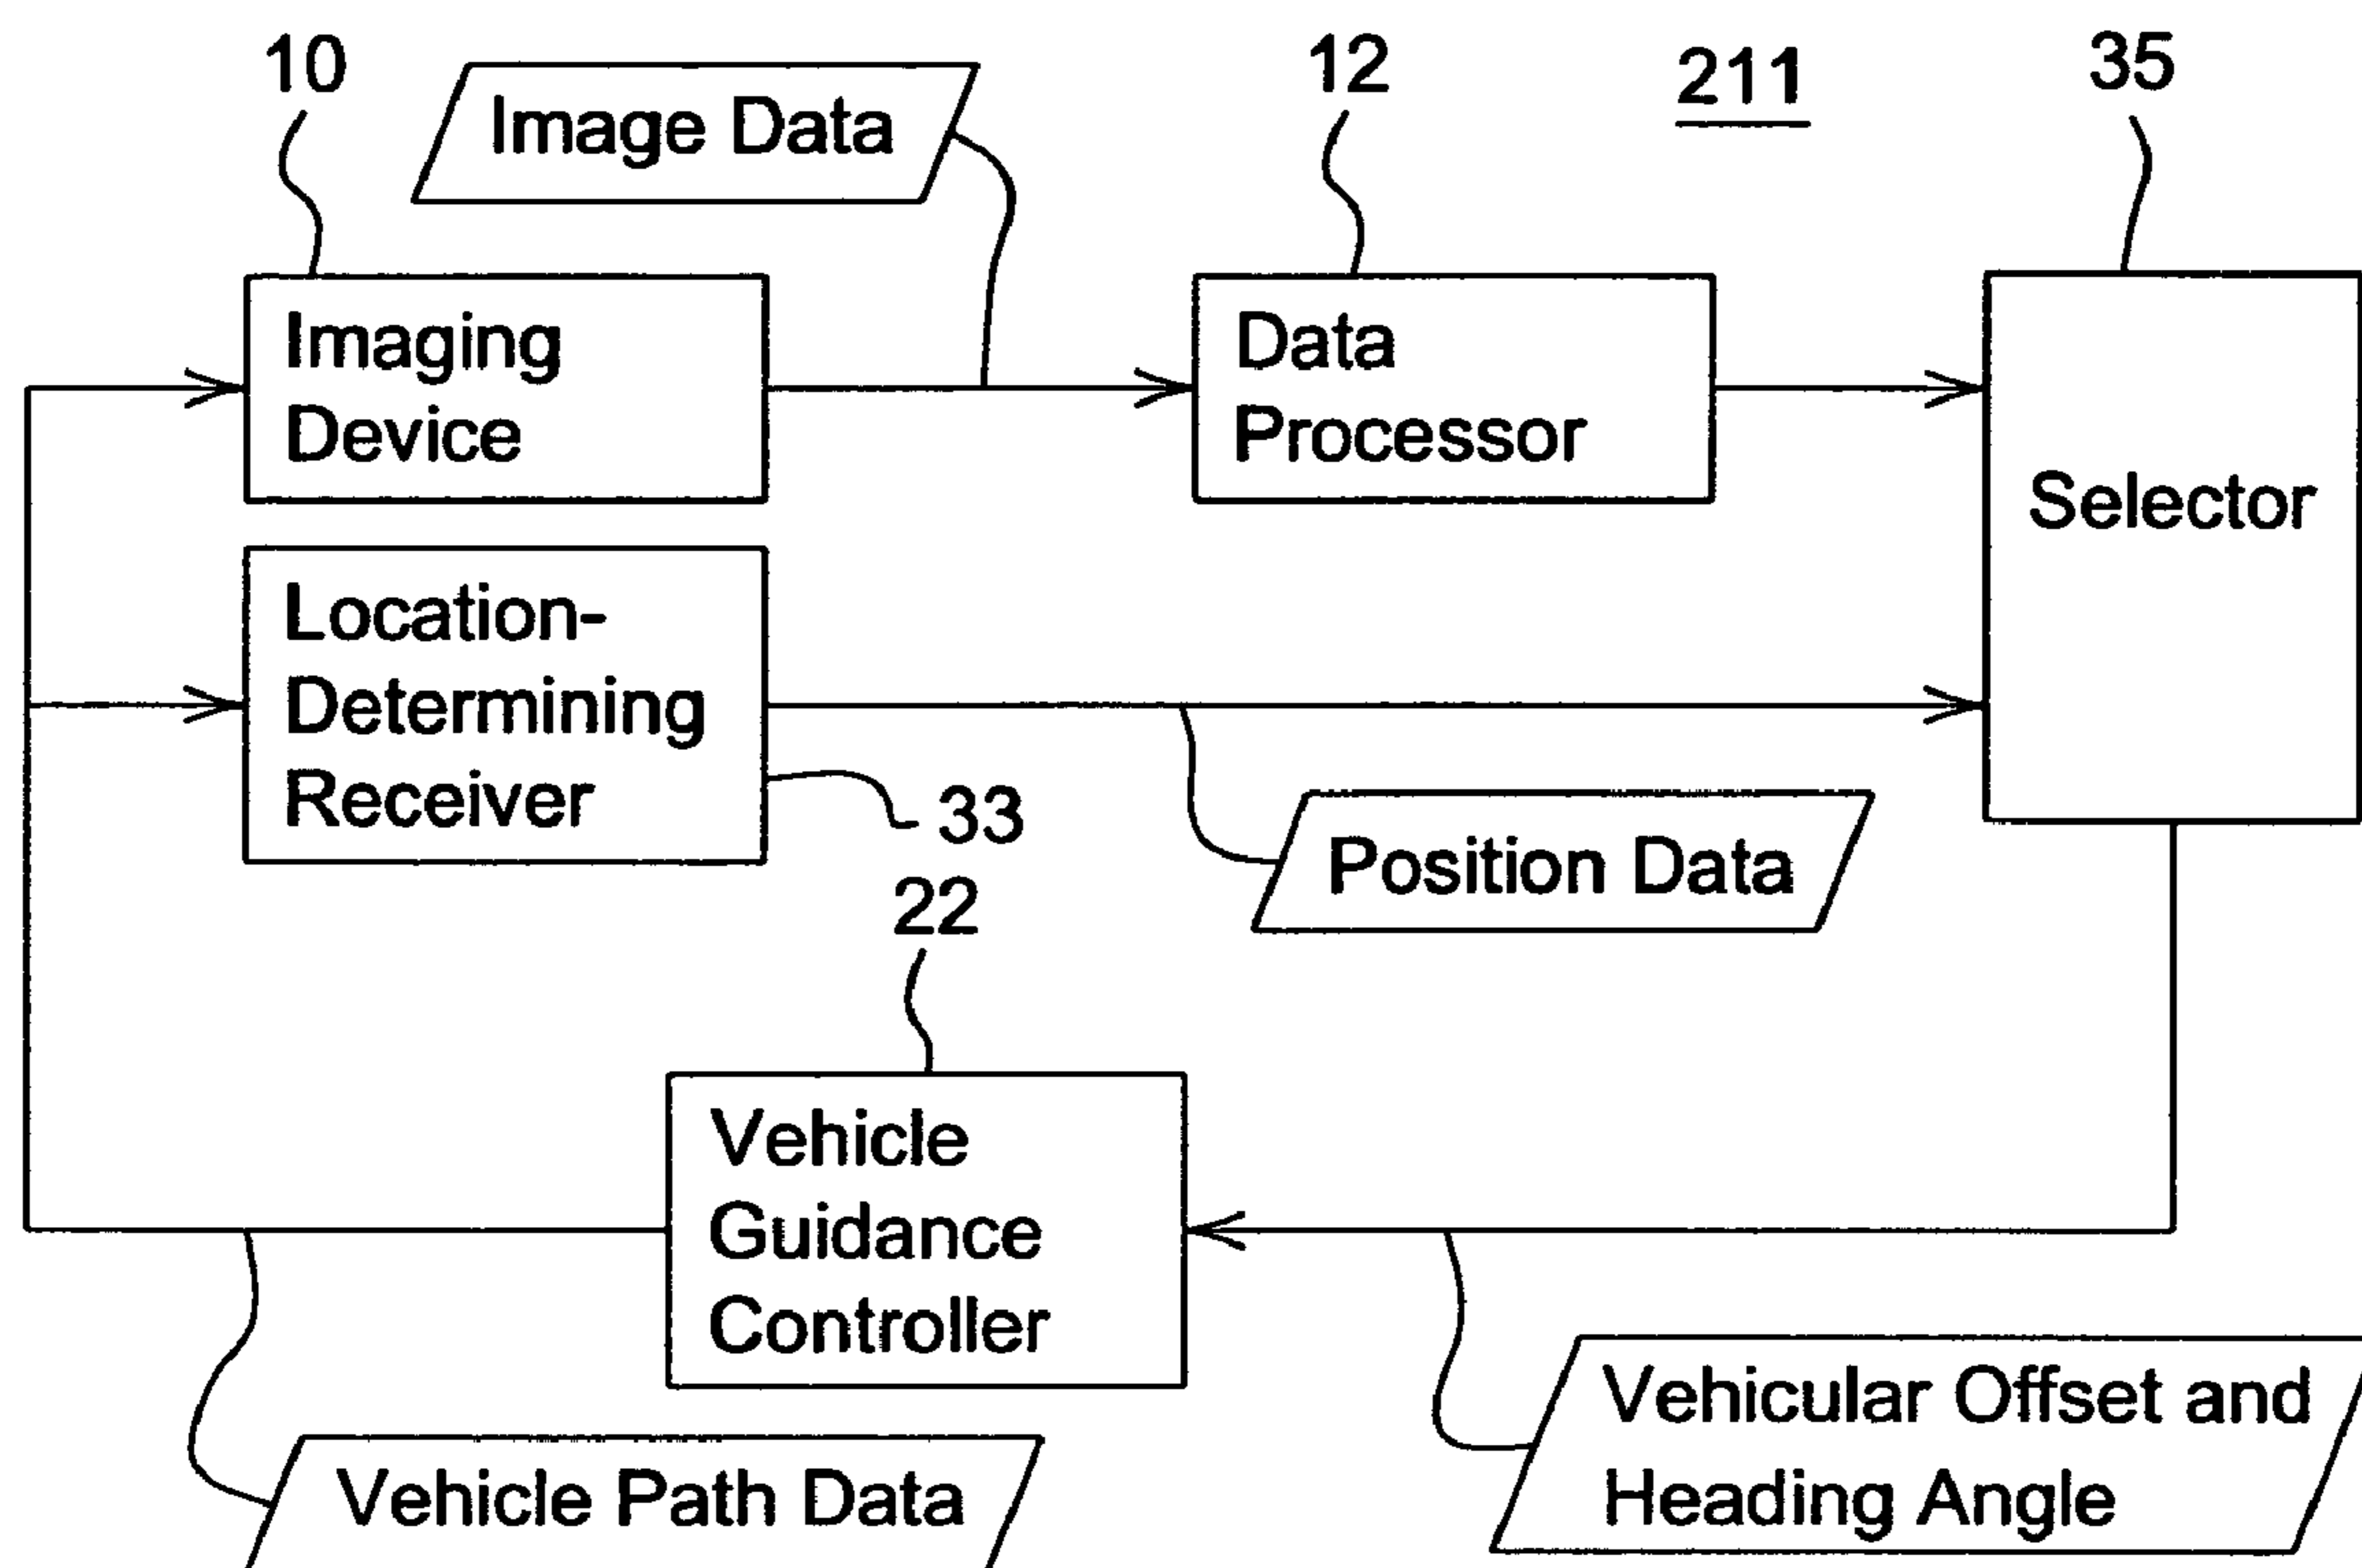 10
Image Data
12
211
35
Imaging
Device
Data
Processor
Selector
Location-
Determining
Receiver
33
Position Data
22
Vehicle
Guidance
Controller
Vehicular Offset and
Heading Angle
Vehicle Path Data